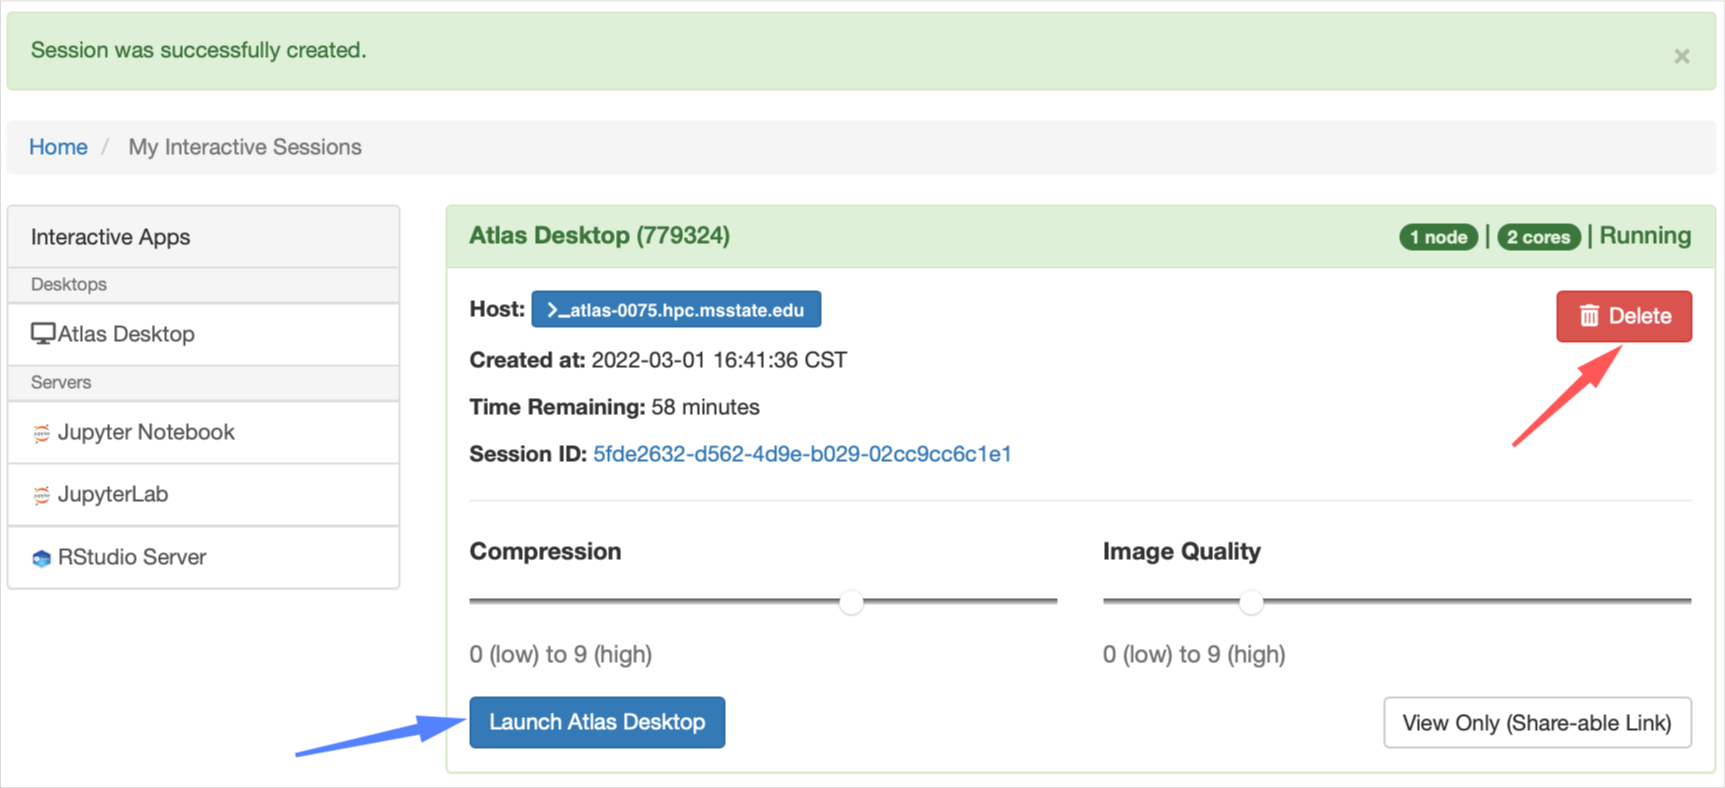 Session was successfully created.
×
Home / My Interactive Sessions
Interactive Apps
Desktops
Atlas Desktop
Servers
Jupyter Notebook
JupyterLab
RStudio Server
Atlas Desktop (779324)
1 node | 2 cores | Running
Host: >_atlas-0075.hpc.msstate.edu
Delete
Created at: 2022-03-01 16:41:36 CST
Time Remaining: 58 minutes
Session ID: 5fde2632-d562-4d9e-b029-02cc9cc6c1e1
Compression
0 (low) to 9 (high)
Image Quality
0 (low) to 9 (high)
Launch Atlas Desktop
View Only (Share-able Link)